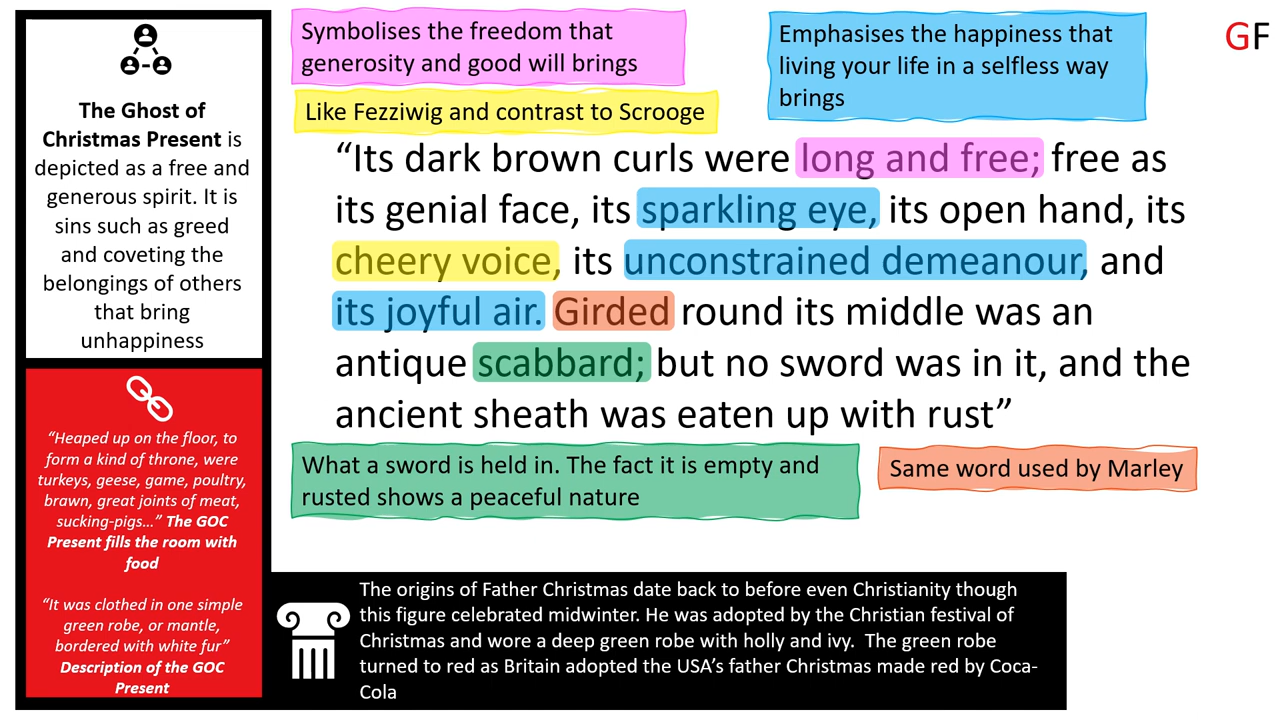 The Ghost of
Christmas Present is
depicted as a free and
generous spirit. It is
sins such as greed
and coveting the
belongings of others
that bring
unhappiness
“Heaped up on the floor, to
form a kind of throne, were
turkeys, geese, game, poultry,
brawn, great joints of meat,
sucking-pigs…” The GOC
Present fills the room with
food
“It was clothed in one simple
green robe, or mantle,
bordered with white fur”
Description of the GOC
Present
Symbolises the freedom that
generosity and good will brings
Like Fezziwig and contrast to Scrooge
Emphasises the happiness that
living your life in a selfless way
brings
GF
“Its dark brown curls were long and free; free as
its genial face, its sparkling eye, its open hand, its
cheery voice, its unconstrained demeanour, and
its joyful air. Girded round its middle was an
antique scabbard; but no sword was in it, and the
ancient sheath was eaten up with rust”
What a sword is held in. The fact it is empty and
rusted shows a peaceful nature
Same word used by Marley
The origins of Father Christmas date back to before even Christianity though
this figure celebrated midwinter. He was adopted by the Christian festival of
Christmas and wore a deep green robe with holly and ivy.  The green robe
turned to red as Britain adopted the USA’s father Christmas made red by Coca-
Cola